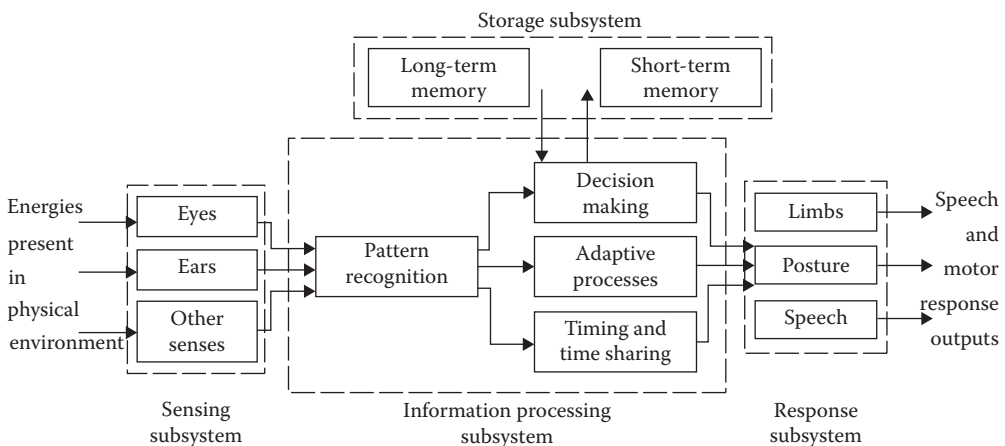 Storage subsystem
Long-term
memory
Short-term
memory
Energies
present
in
physical
environment
Eyes
Ears
Other
senses
Sensing
subsystem
Pattern
recognition
Decision
making
Adaptive
processes
Timing and
time sharing
Information processing
subsystem
Limbs
Posture
Speech
Response
subsystem
Speech
and
motor
response
outputs